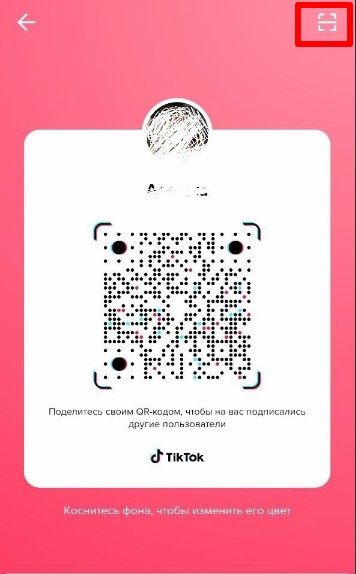 Поделитесь своим QR-кодом, чтобы на вас подписались
другие пользователи
TikTok
Коснитесь фона, чтобы изменить его цвет